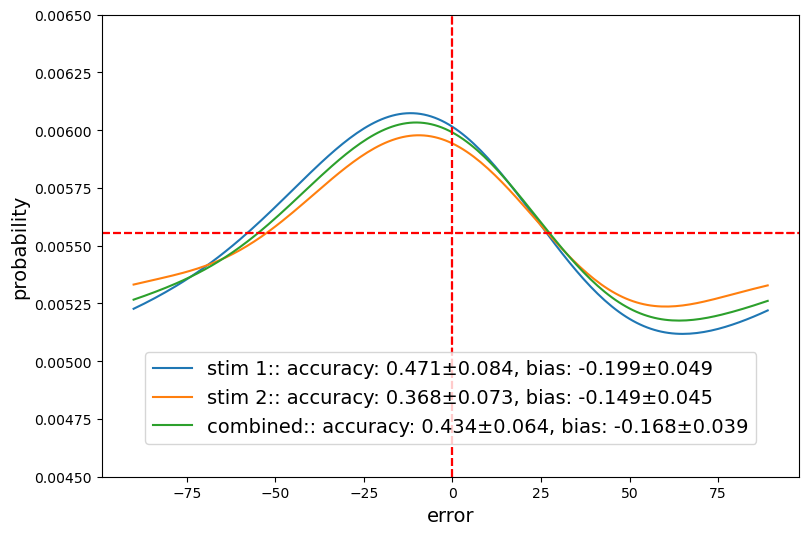 0.00650
0.00625
0.00600
0.00575
0.00550
0.00525
0.00500
0.00475
0.00450
probability
stim 1:: accuracy: 0.471±0.084, bias: -0.199±0.049
stim 2:: accuracy: 0.368±0.073, bias: -0.149±0.045
combined:: accuracy: 0.434±0.064, bias: -0.168±0.039
−75 −50 −25 0 25 50 75
error